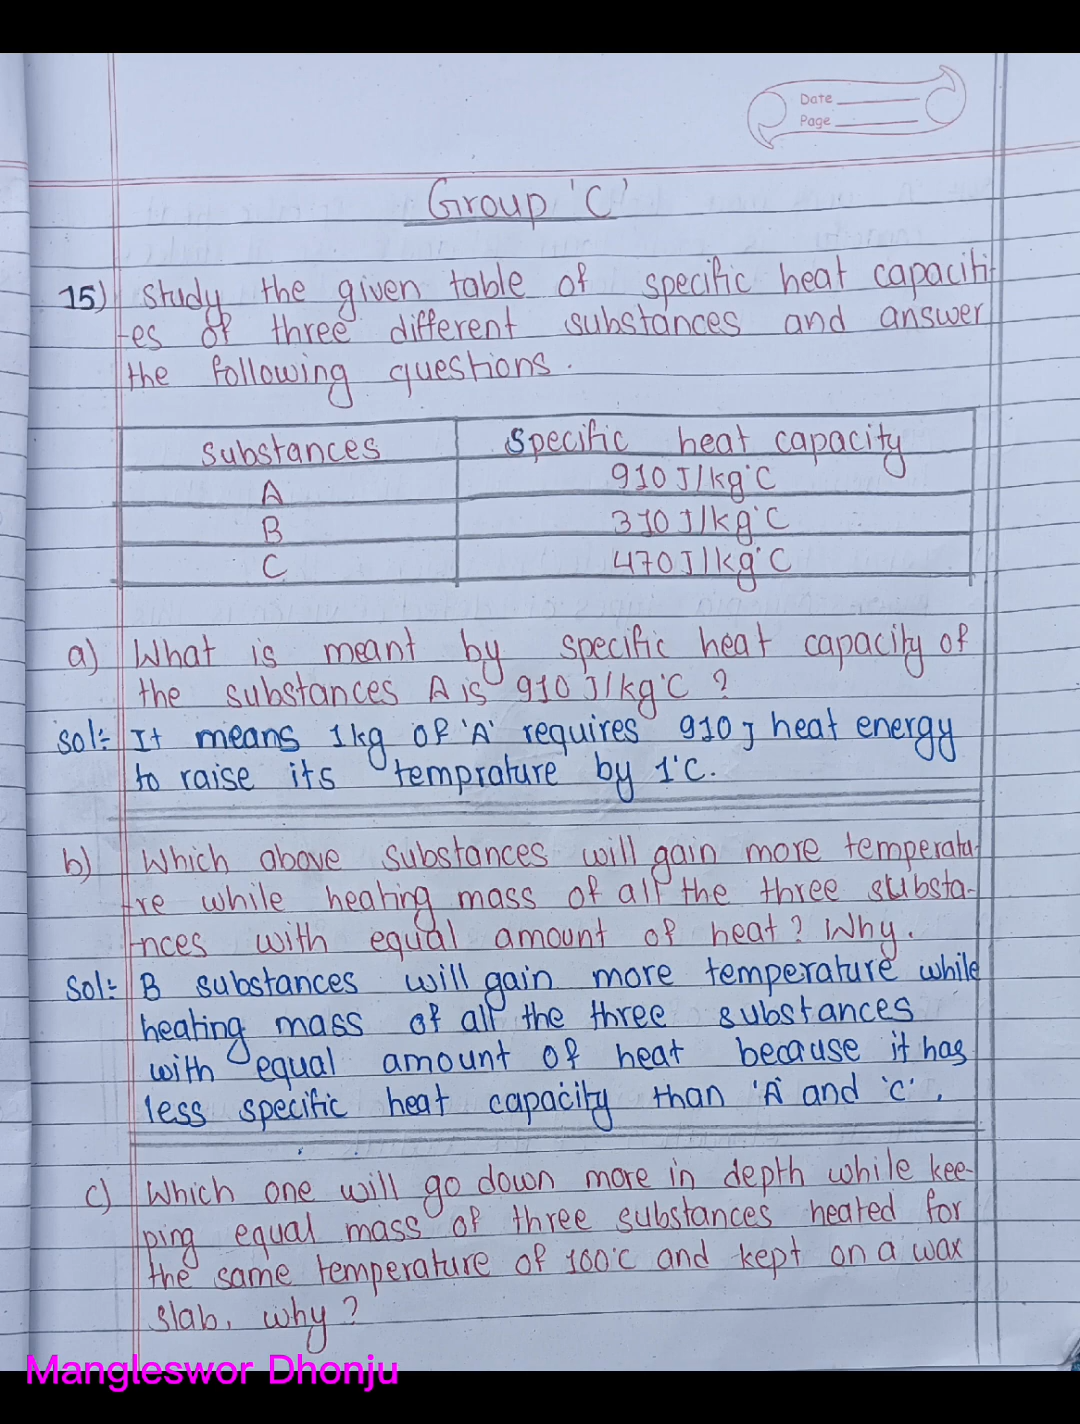 Date
Page
Group 'C'
15) Study the given table of specific heat capaciti
-es of three different substances and answer
the following questions.
Substances Specific heat capacity
A 910 J/kg°C
B 310 J/kg°C
C 470 J/kg°C
a) What is meant by specific heat capacity of
the substances A is 910 J/kg°C ?
Sol:- It means 1kg of 'A' requires 910 J heat energy
to raise its temprature by 1°C.
b) Which above substances will gain more temperatu-
-re while heating mass of all the three substa-
-nces with equal amount of heat? Why.
Sol:- B substances will gain more temperature while
heating mass of all the three substances
with equal amount of heat because it has
less specific heat capacity than 'A' and 'C'.
c) Which one will go down more in depth while kee-
ping equal mass of three substances heated for
the same temperature of 100°C and kept on a wax
slab, why?
Mangleswor Dhonju